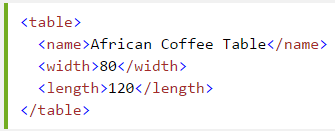 <table>
  <name>African Coffee Table</name>
  <width>80</width>
  <length>120</length>
</table>